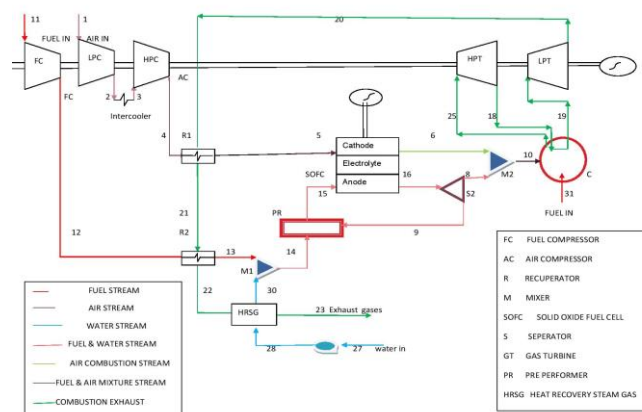 11
1
20
FUEL IN
AIR IN
FC
LPC
HPC
HPT
LPT
AC
FC
2
3
Intercooler
4
R1
5
Cathode
Electrolyte
Anode
SOFC
15
6
16
8
S2
M2
10
25
18
19
C
31
FUEL IN
PR
9
21
R2
12
13
14
M1
22
30
HRSG
23 Exhaust gases
28
27
water in
FUEL STREAM
AIR STREAM
WATER STREAM
FUEL & WATER STREAM
AIR COMBUSTION STREAM
FUEL & AIR MIXTURE STREAM
COMBUSTION EXHAUST
FC FUEL COMPRESSOR
AC AIR COMPRESSOR
R RECUPERATOR
M MIXER
SOFC SOLID OXIDE FUEL CELL
S SEPERATOR
GT GAS TURBINE
PR PRE PERFORMER
HRSG HEAT RECOVERY STEAM GAS